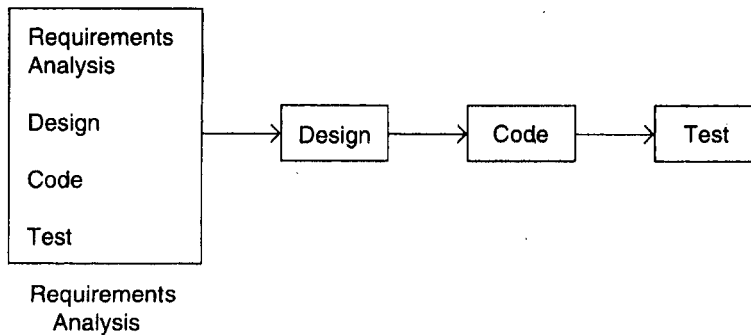 Requirements
Analysis
Design
Code
Test
Design
Code
Test
Requirements
Analysis